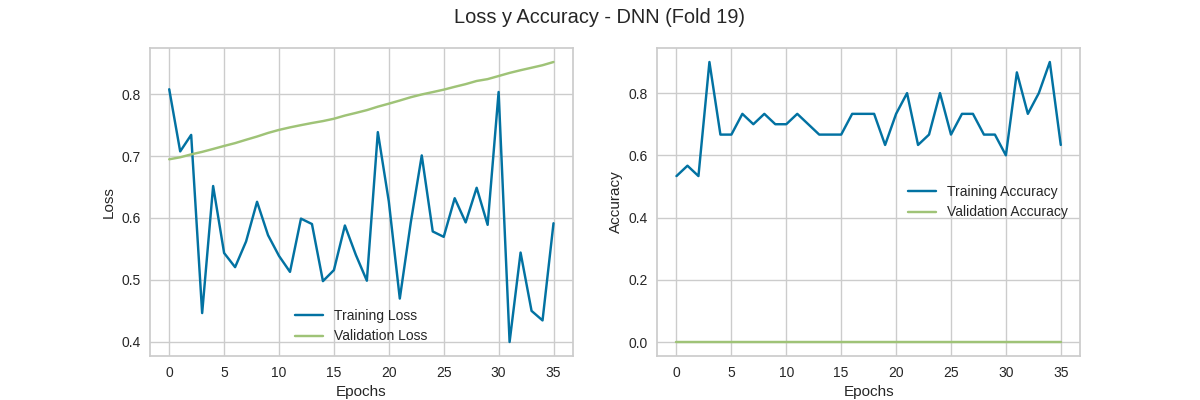 Loss y Accuracy - DNN (Fold 19)
Loss
0.8
0.7
0.6
0.5
0.4
0 5 10 15 20 25 30 35
Epochs
Training Loss
Validation Loss
Accuracy
0.8
0.6
0.4
0.2
0.0
0 5 10 15 20 25 30 35
Epochs
Training Accuracy
Validation Accuracy